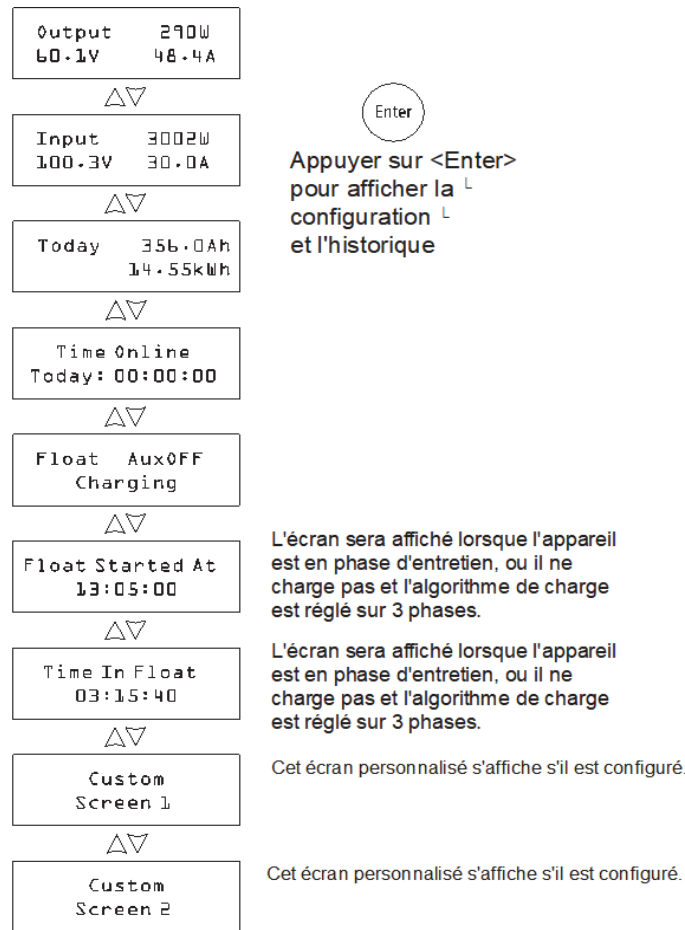 Output 290W
60.1V 48.4A
Enter
Input 3002W
100.3V 30.0A
Appuyer sur <Enter>
pour afficher la └
configuration └
et l'historique
Today 356.0Ah
14.55kWh
Time Online
Today: 00:00:00
Float AuxOFF
Charging
Float Started At
13:05:00
L'écran sera affiché lorsque l'appareil
est en phase d'entretien, ou il ne
charge pas et l'algorithme de charge
est réglé sur 3 phases.
Time In Float
03:15:40
L'écran sera affiché lorsque l'appareil
est en phase d'entretien, ou il ne
charge pas et l'algorithme de charge
est réglé sur 3 phases.
Custom
Screen 1
Cet écran personnalisé s'affiche s'il est configuré.
Custom
Screen 2
Cet écran personnalisé s'affiche s'il est configuré.